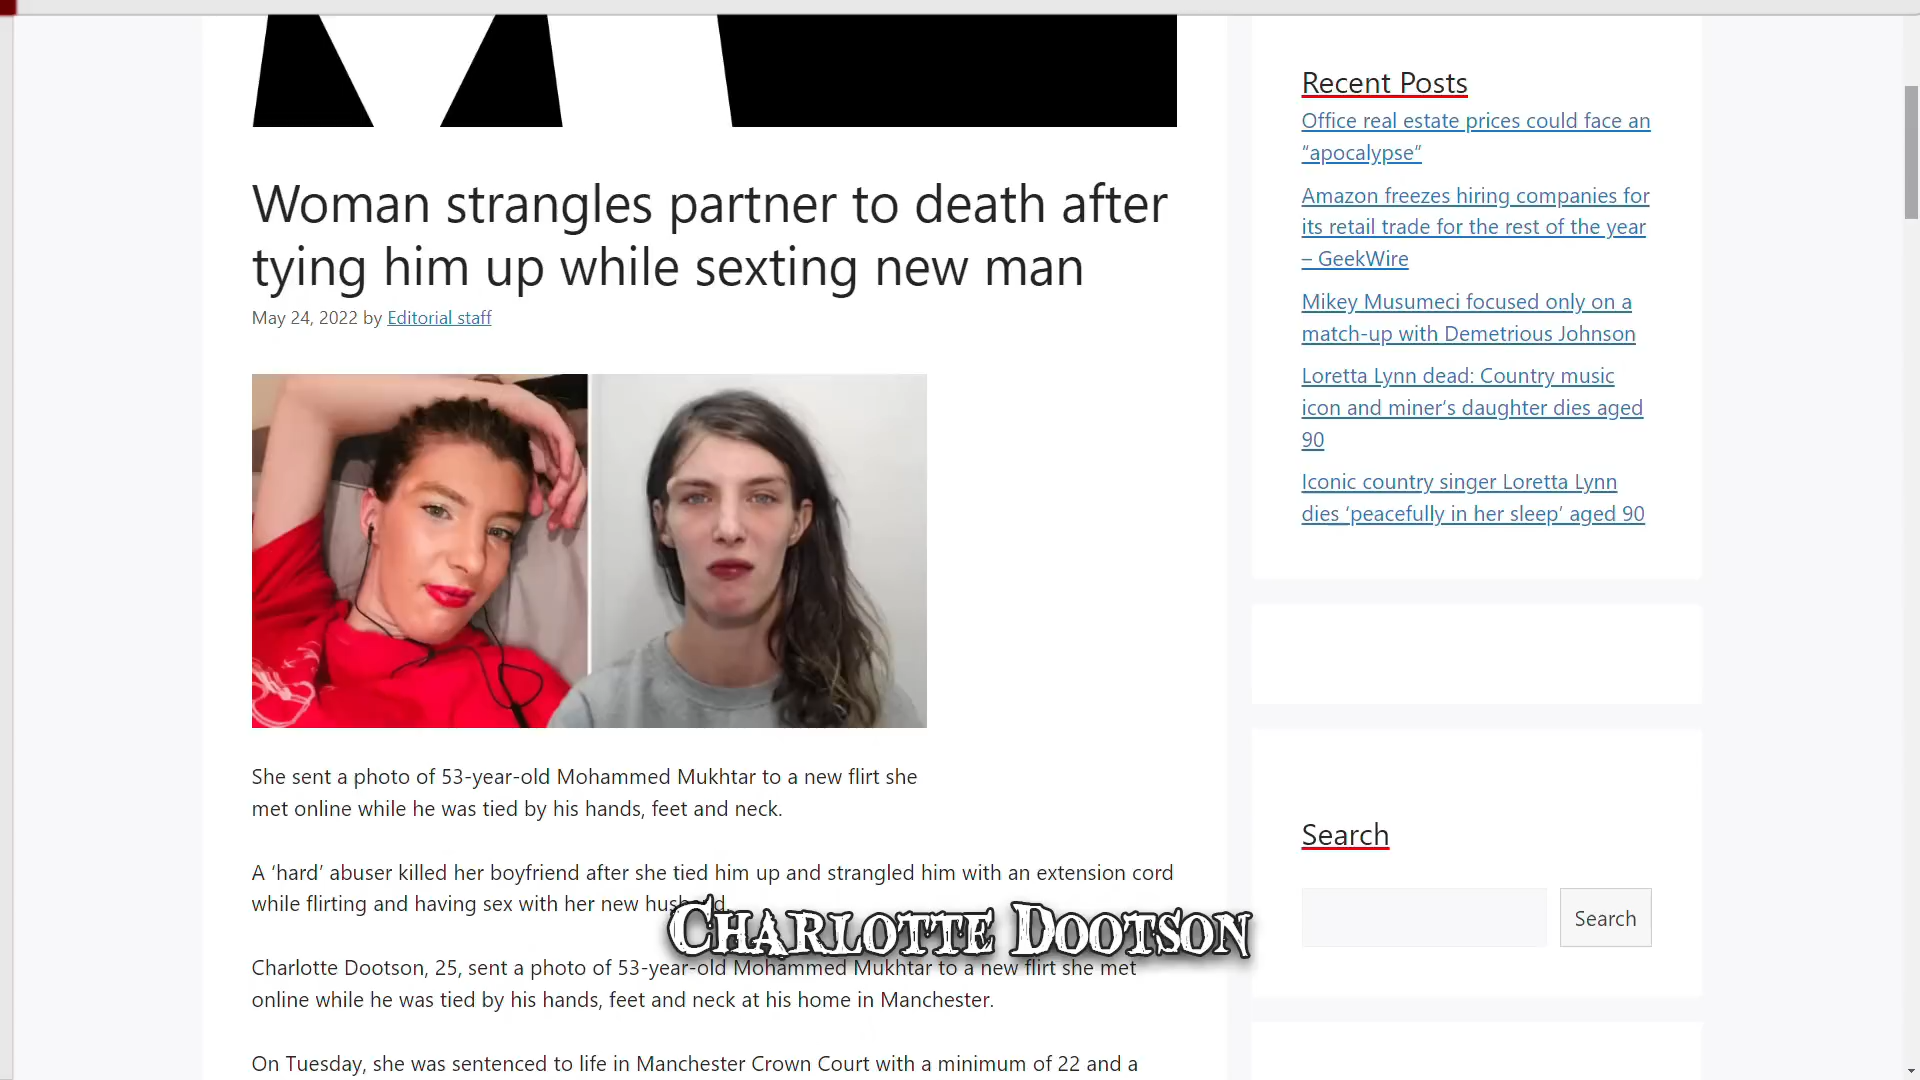 Woman strangles partner to death after
tying him up while sexting new man
May 24, 2022 by Editorial staff
She sent a photo of 53-year-old Mohammed Mukhtar to a new flirt she
met online while he was tied by his hands, feet and neck.
A ‘hard’ abuser killed her boyfriend after she tied him up and strangled him with an extension cord
while flirting and having sex with her new husband.
Charlotte Dootson
Charlotte Dootson, 25, sent a photo of 53-year-old Mohammed Mukhtar to a new flirt she met
online while he was tied by his hands, feet and neck at his home in Manchester.
On Tuesday, she was sentenced to life in Manchester Crown Court with a minimum of 22 and a
Recent Posts
Office real estate prices could face an
“apocalypse”
Amazon freezes hiring companies for
its retail trade for the rest of the year
– GeekWire
Mikey Musumeci focused only on a
match-up with Demetrious Johnson
Loretta Lynn dead: Country music
icon and miner’s daughter dies aged
90
Iconic country singer Loretta Lynn
dies ‘peacefully in her sleep’ aged 90
Search
Search